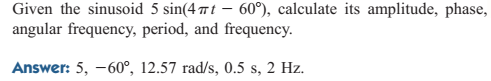 Given the sinusoid 5 sin(4πt − 60°), calculate its amplitude, phase,
angular frequency, period, and frequency.
Answer: 5, −60°, 12.57 rad/s, 0.5 s, 2 Hz.